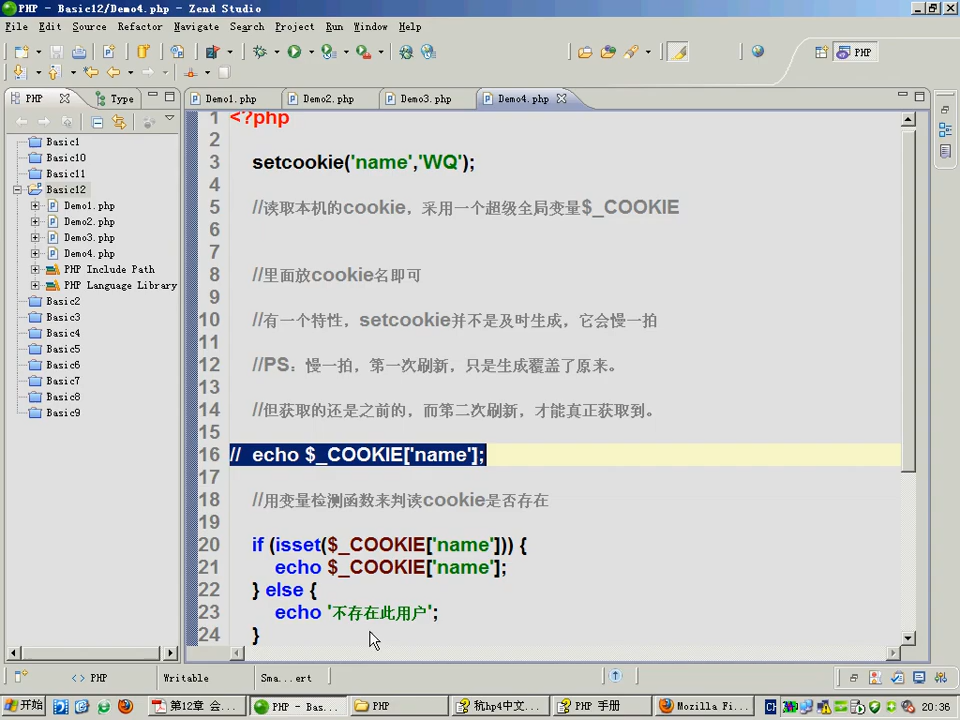 PHP - Basic12/Demo4.php - Zend Studio
File Edit Source Refactor Navigate Search Project Run Window Help
PHP
PHP Type Demo1.php Demo2.php Demo3.php Demo4.php
Basic1
Basic10
Basic11
Basic12
Demo1.php
Demo2.php
Demo3.php
Demo4.php
PHP Include Path
PHP Language Library
Basic2
Basic3
Basic4
Basic5
Basic6
Basic7
Basic8
Basic9
1 <?php
2
3 setcookie('name','WQ');
4
5 //读取本机的cookie，采用一个超级全局变量$_COOKIE
6
7
8 //里面放cookie名即可
9
10 //有一个特性，setcookie并不是及时生成，它会慢一拍
11
12 //PS：慢一拍，第一次刷新，只是生成覆盖了原来。
13
14 //但获取的还是之前的，而第二次刷新，才能真正获取到。
15
16 // echo $_COOKIE['name'];
17
18 //用变量检测函数来判读cookie是否存在
19
20 if (isset($_COOKIE['name'])) {
21 echo $_COOKIE['name'];
22 } else {
23 echo '不存在此用户';
24 }
PHP Writable Sma...ert
开始 第12章 会... PHP - Bas... PHP 杭hp4中文... PHP 手册 Mozilla Fi... CH 20:36